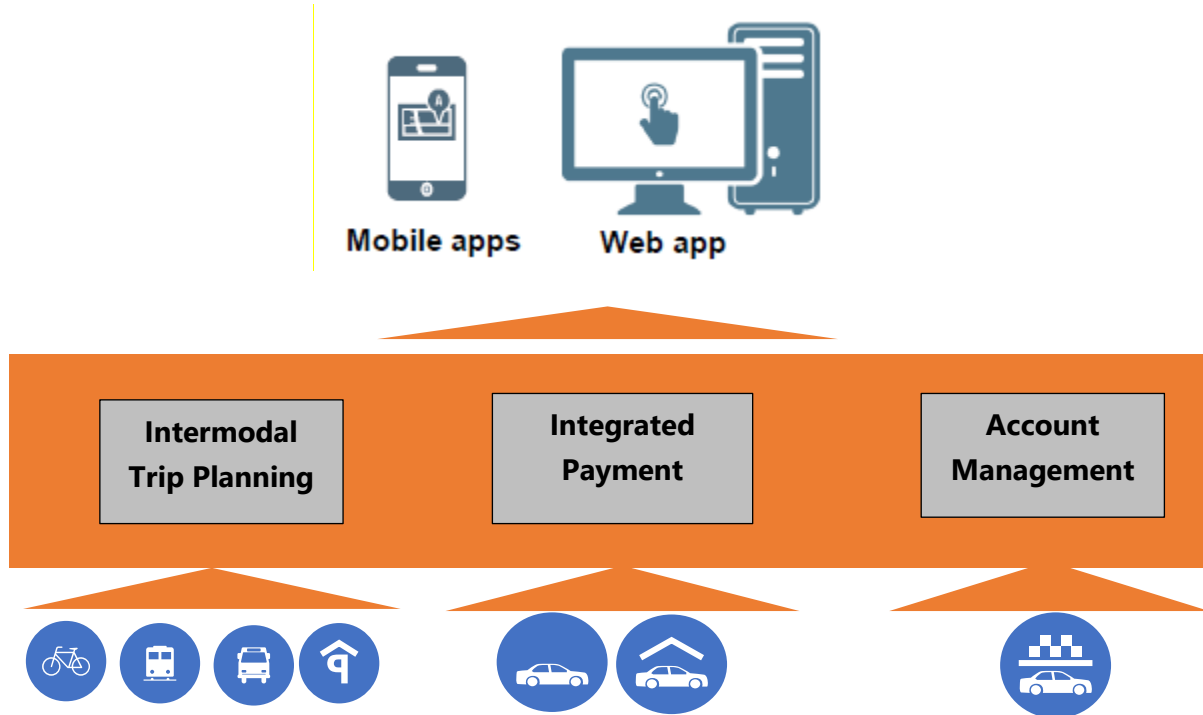 A
Mobile apps
Web app
Intermodal
Trip Planning
Integrated
Payment
Account
Management
q